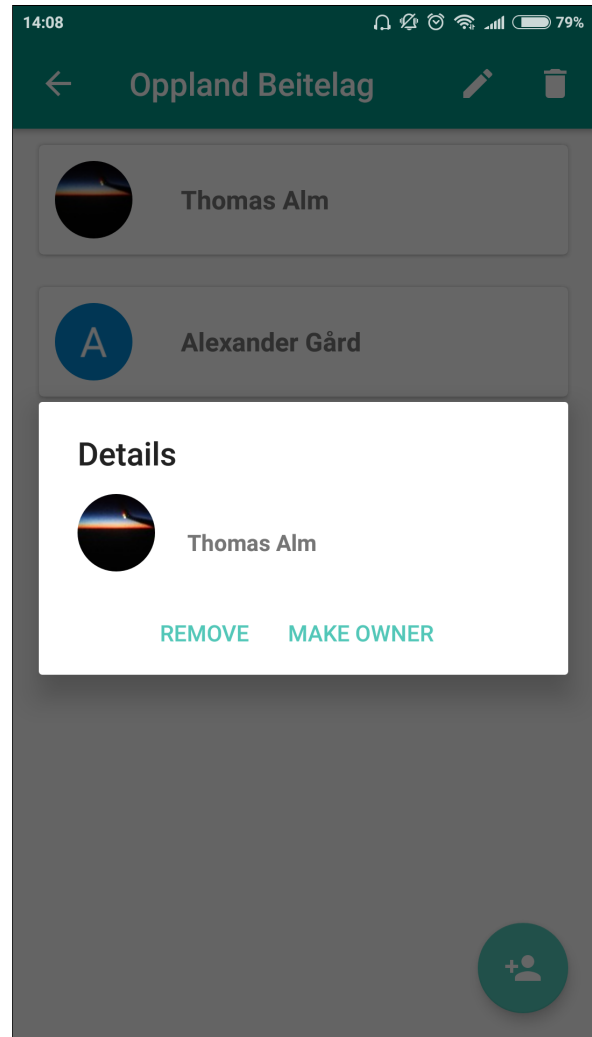 14:08 79%
Oppland Beitelag
Thomas Alm
A Alexander Gård
Details
Thomas Alm
REMOVE MAKE OWNER